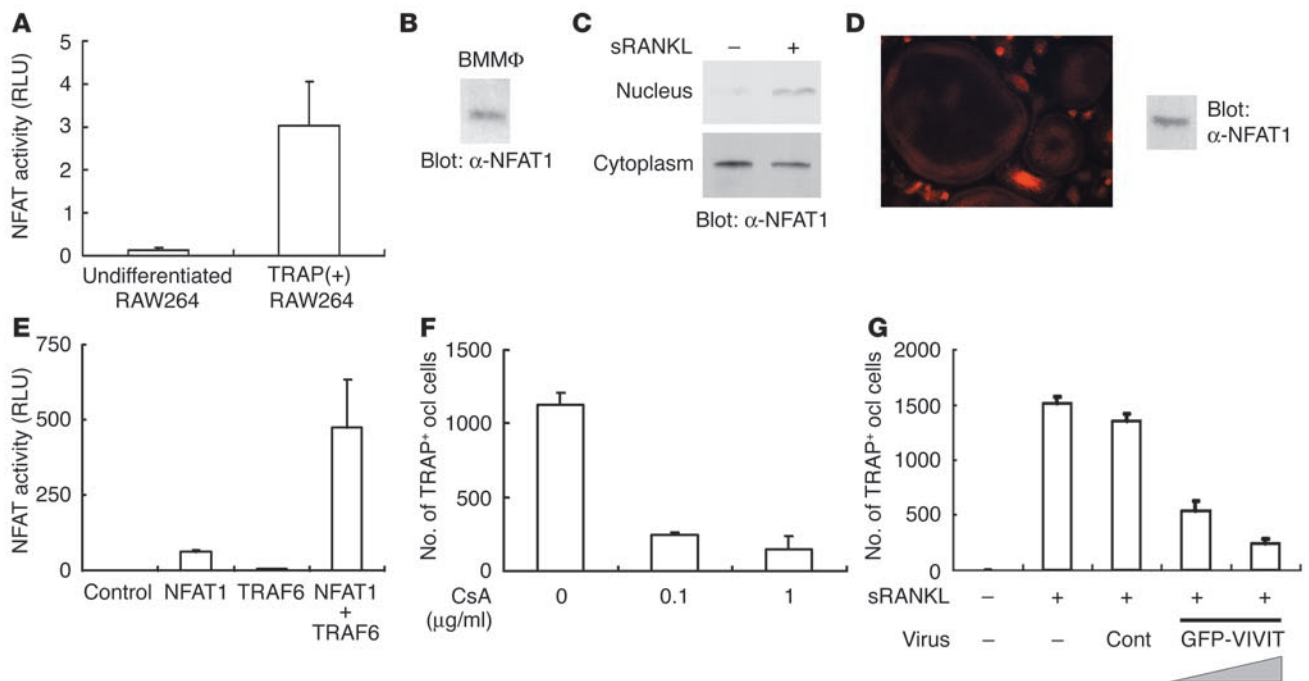 A
NFAT activity (RLU)
5
4
3
2
1
0
Undifferentiated
RAW264
TRAP(+)
RAW264
B
BMMΦ
Blot: α-NFAT1
C
sRANKL − +
Nucleus
Cytoplasm
Blot: α-NFAT1
D
Blot:
α-NFAT1
E
NFAT activity (RLU)
750
500
250
0
Control NFAT1 TRAF6 NFAT1
+
TRAF6
F
No. of TRAP+ ocl cells
1500
1000
500
0
CsA 0 0.1 1
(μg/ml)
G
No. of TRAP+ ocl cells
2000
1500
1000
500
0
sRANKL − + + + +
Virus − − Cont GFP-VIVIT